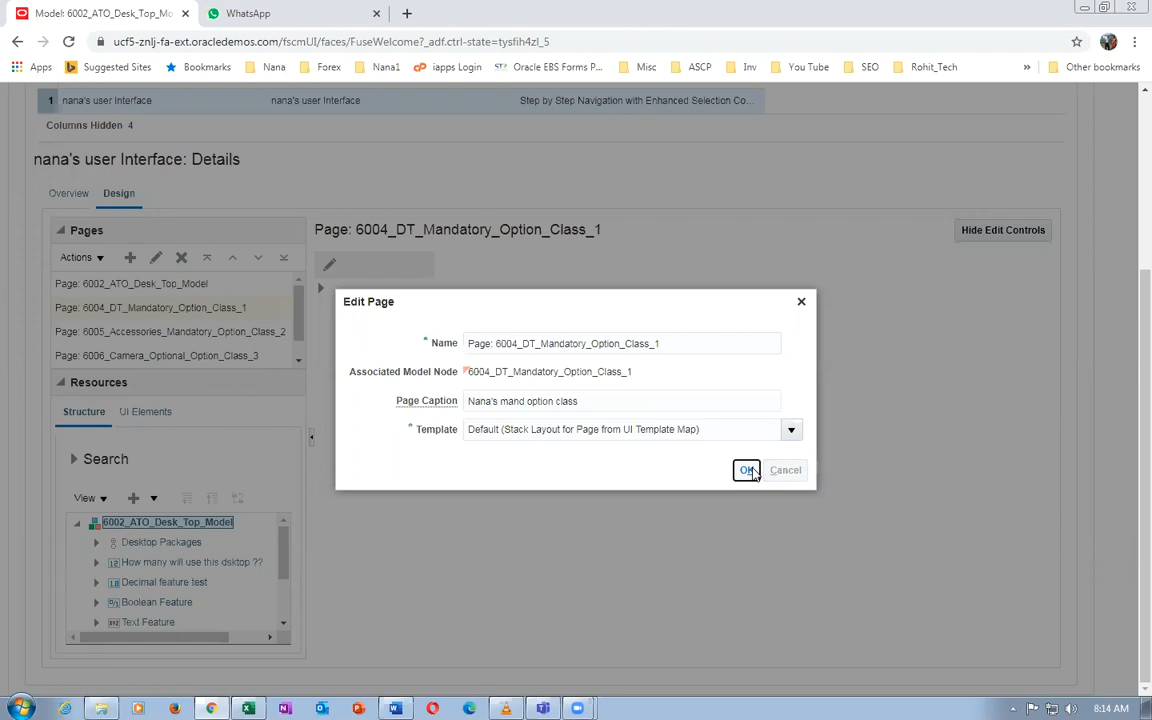 Model: 6002_ATO_Desk_Top_Mo
WhatsApp
ucf5-znlj-fa-ext.oracledemos.com/fscmUI/faces/FuseWelcome?_adf.ctrl-state=tysfih4zl_5
Apps Suggested Sites Bookmarks Nana Forex Nana1 iapps Login Oracle EBS Forms P... Misc ASCP Inv You Tube SEO Rohit_Tech » Other bookmarks
1 nana's user Interface nana's user Interface Step by Step Navigation with Enhanced Selection Co...
Columns Hidden 4
nana's user Interface: Details
Overview Design
Pages
Page: 6004_DT_Mandatory_Option_Class_1
Hide Edit Controls
Actions
Page: 6002_ATO_Desk_Top_Model
Page: 6004_DT_Mandatory_Option_Class_1
Page: 6005_Accessories_Mandatory_Option_Class_2
Page: 6006_Camera_Optional_Option_Class_3
Edit Page
* Name Page: 6004_DT_Mandatory_Option_Class_1
Associated Model Node 6004_DT_Mandatory_Option_Class_1
Page Caption Nana's mand option class
* Template Default (Stack Layout for Page from UI Template Map)
OK Cancel
Resources
Structure UI Elements
Search
View
6002_ATO_Desk_Top_Model
Desktop Packages
12 How many will use this dsktop ??
1.8 Decimal feature test
0/1 Boolean Feature
XYZ Text Feature
8:14 AM